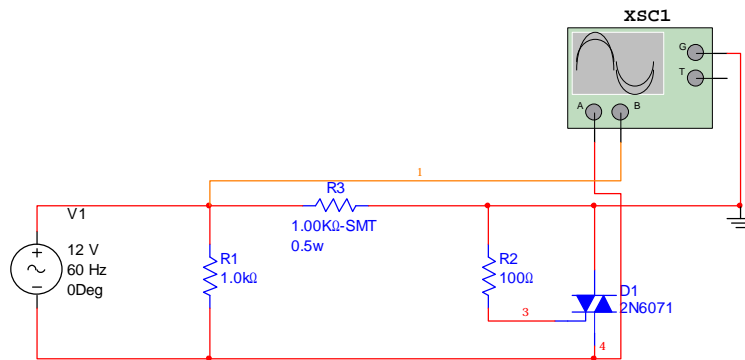 XSC1
G
T
A
B
1
V1
12 V
60 Hz
0Deg
R3
1.00KΩ-SMT
0.5w
R1
1.0kΩ
R2
100Ω
3
D1
2N6071
4